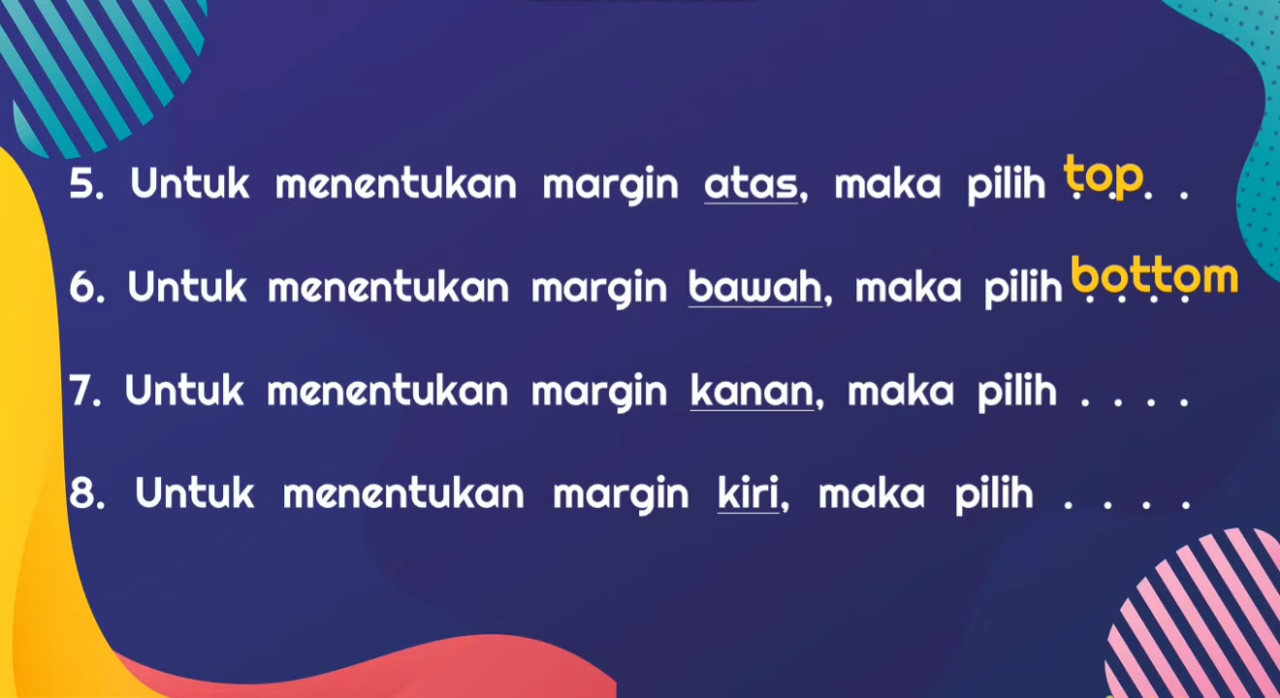 5. Untuk menentukan margin atas, maka pilih top. .
6. Untuk menentukan margin bawah, maka pilih bottom
7. Untuk menentukan margin kanan, maka pilih . . . .
8. Untuk menentukan margin kiri, maka pilih . . . .